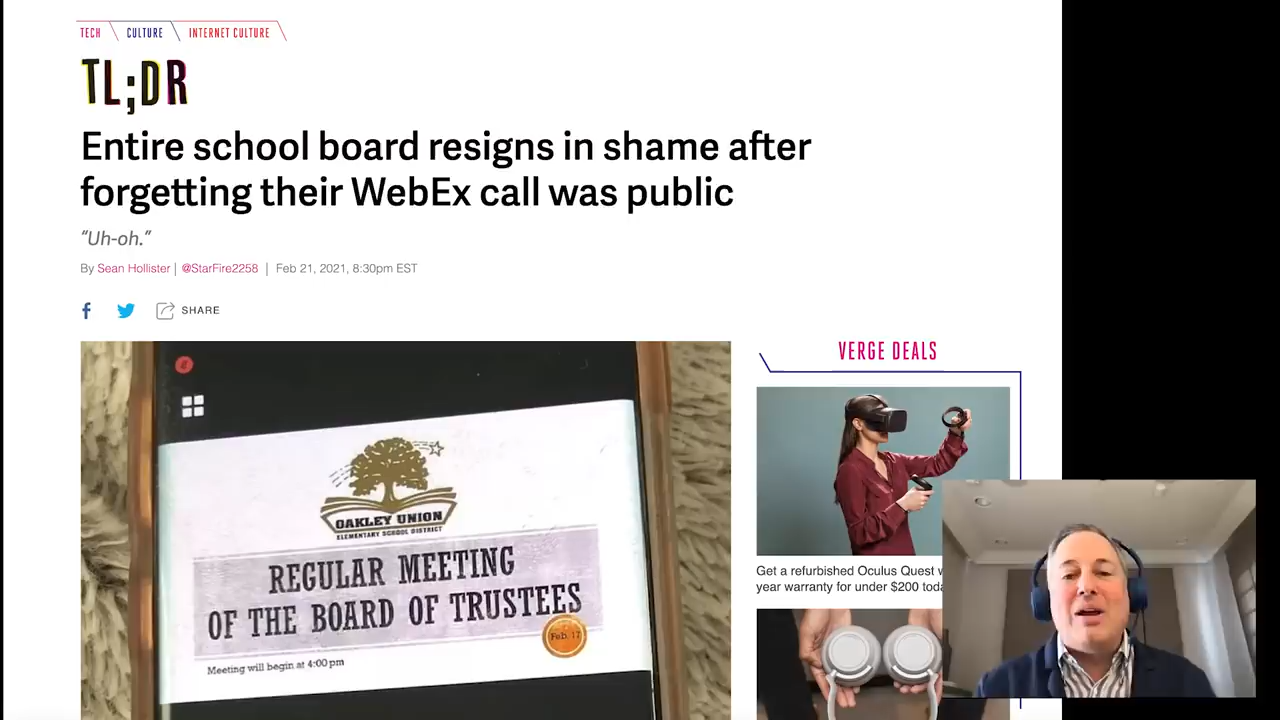 TECH CULTURE INTERNET CULTURE
TL;DR
Entire school board resigns in shame after
forgetting their WebEx call was public
“Uh-oh.”
By Sean Hollister | @StarFire2258 | Feb 21, 2021, 8:30pm EST
SHARE
OAKLEY UNION
ELEMENTARY SCHOOL DISTRICT
REGULAR MEETING
OF THE BOARD OF TRUSTEES
Feb. 17
Meeting will begin at 4:00 pm
VERGE DEALS
Get a refurbished Oculus Quest
year warranty for under $200